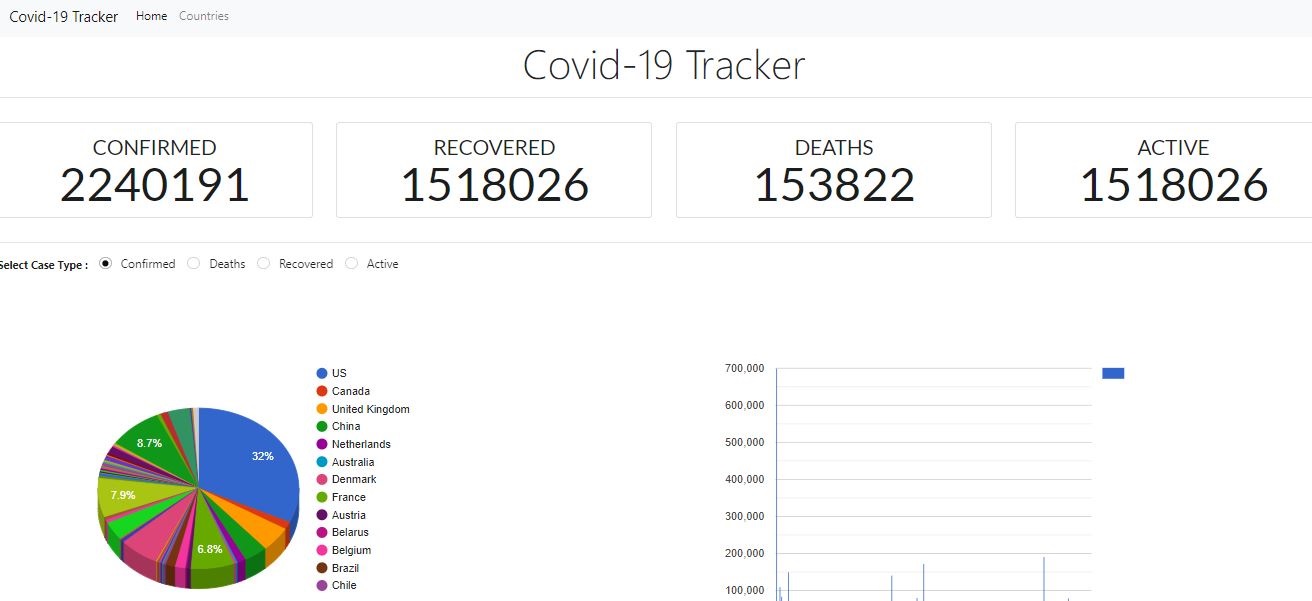 Covid-19 Tracker Home Countries
Covid-19 Tracker
CONFIRMED
2240191
RECOVERED
1518026
DEATHS
153822
ACTIVE
1518026
Select Case Type : Confirmed Deaths Recovered Active
US
Canada
United Kingdom
China
Netherlands
Australia
Denmark
France
Austria
Belarus
Belgium
Brazil
Chile
32%
8.7%
7.9%
6.8%
700,000
600,000
500,000
400,000
300,000
200,000
100,000